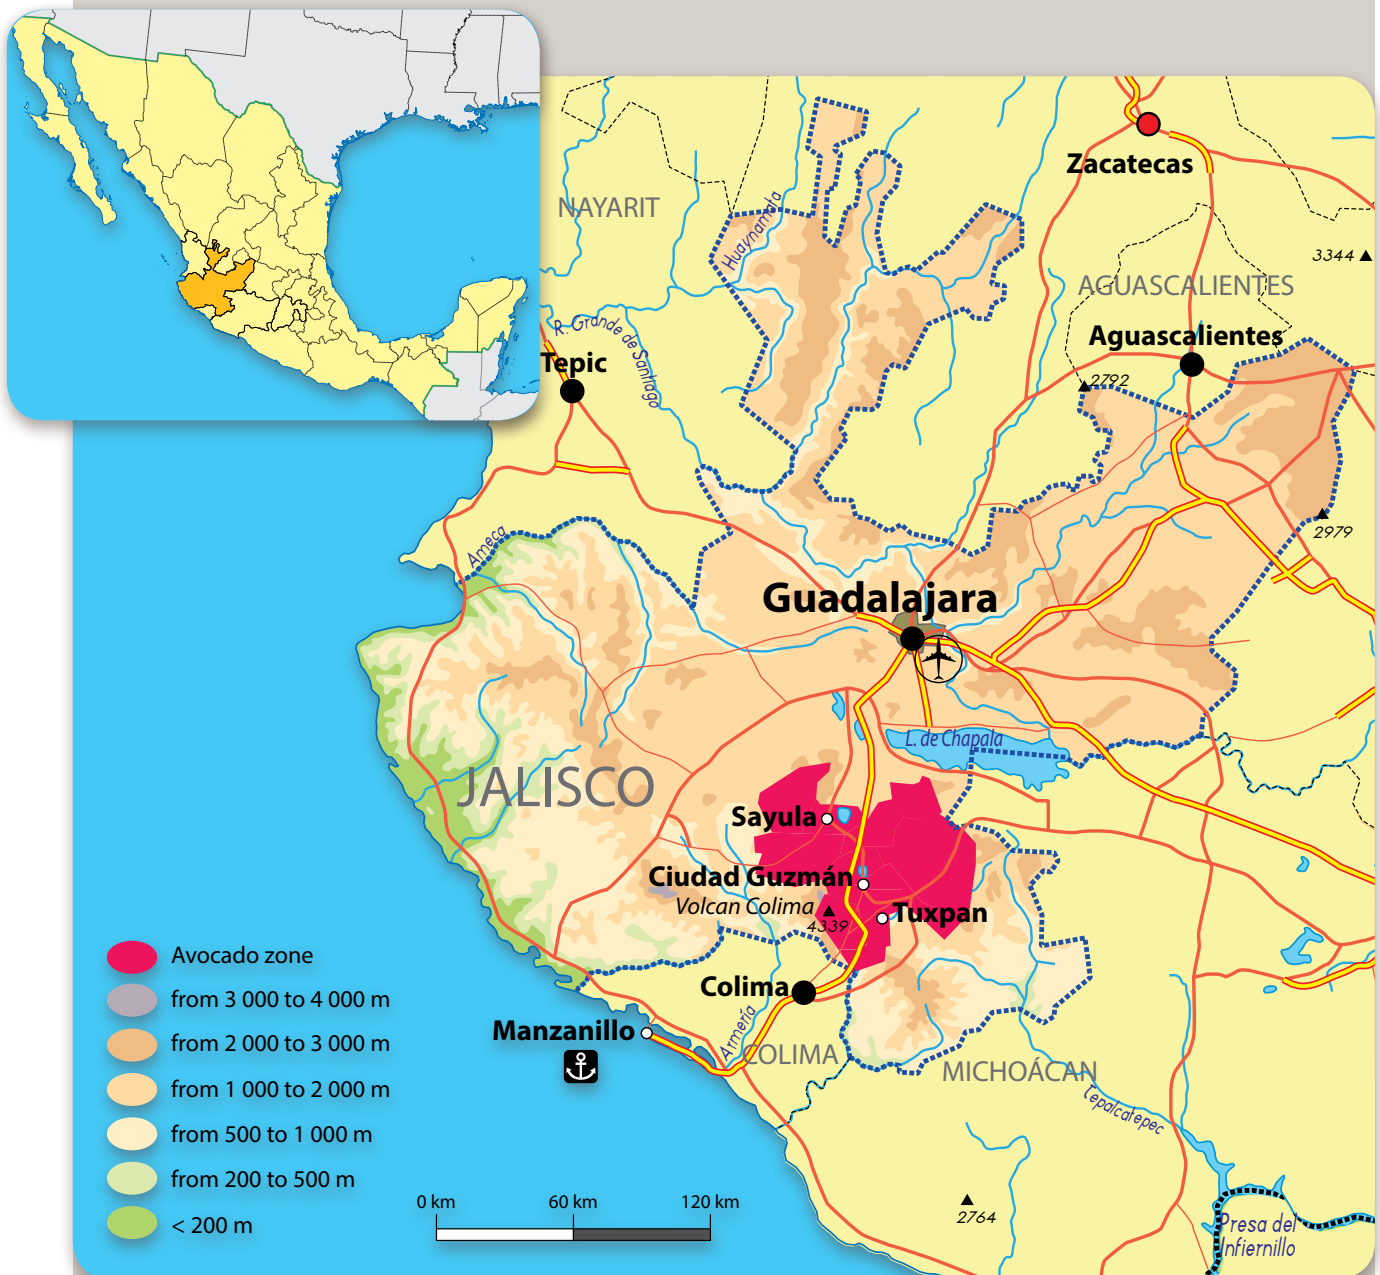 Zacatecas
NAYARIT
Huaynamata
3344
AGUASCALIENTES
R. Grande de Santiago
Aguascalientes
Tepic
2792
2979
Ameca
Guadalajara
L. de Chapala
JALISCO
Sayula
Ciudad Guzmán
Volcan Colima
4339
Tuxpan
Colima
Manzanillo
Armería
COLIMA
MICHOÁCAN
Tepalcatepec
2764
Presa del
Infiernillo
Avocado zone
from 3 000 to 4 000 m
from 2 000 to 3 000 m
from 1 000 to 2 000 m
from 500 to 1 000 m
from 200 to 500 m
< 200 m
0 km 60 km 120 km